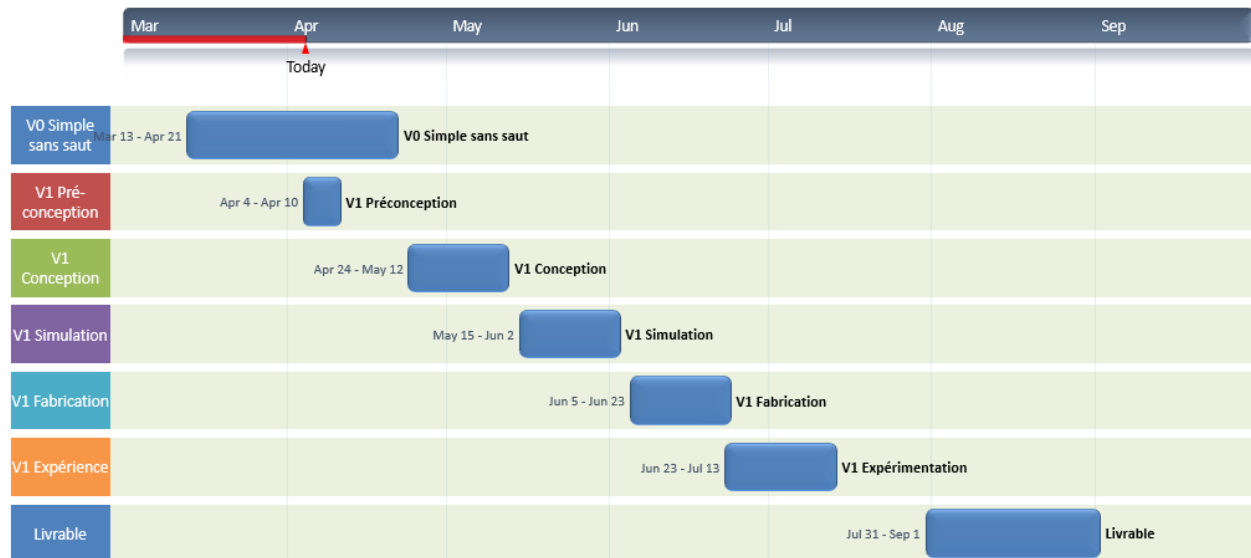 Mar Apr May Jun Jul Aug Sep
Today
V0 Simple
sans saut
Mar 13 - Apr 21
V0 Simple sans saut
V1 Pré-
conception
Apr 4 - Apr 10
V1 Préconception
V1
Conception
Apr 24 - May 12
V1 Conception
V1 Simulation
May 15 - Jun 2
V1 Simulation
V1 Fabrication
Jun 5 - Jun 23
V1 Fabrication
V1 Expérience
Jun 23 - Jul 13
V1 Expérimentation
Livrable
Jul 31 - Sep 1
Livrable